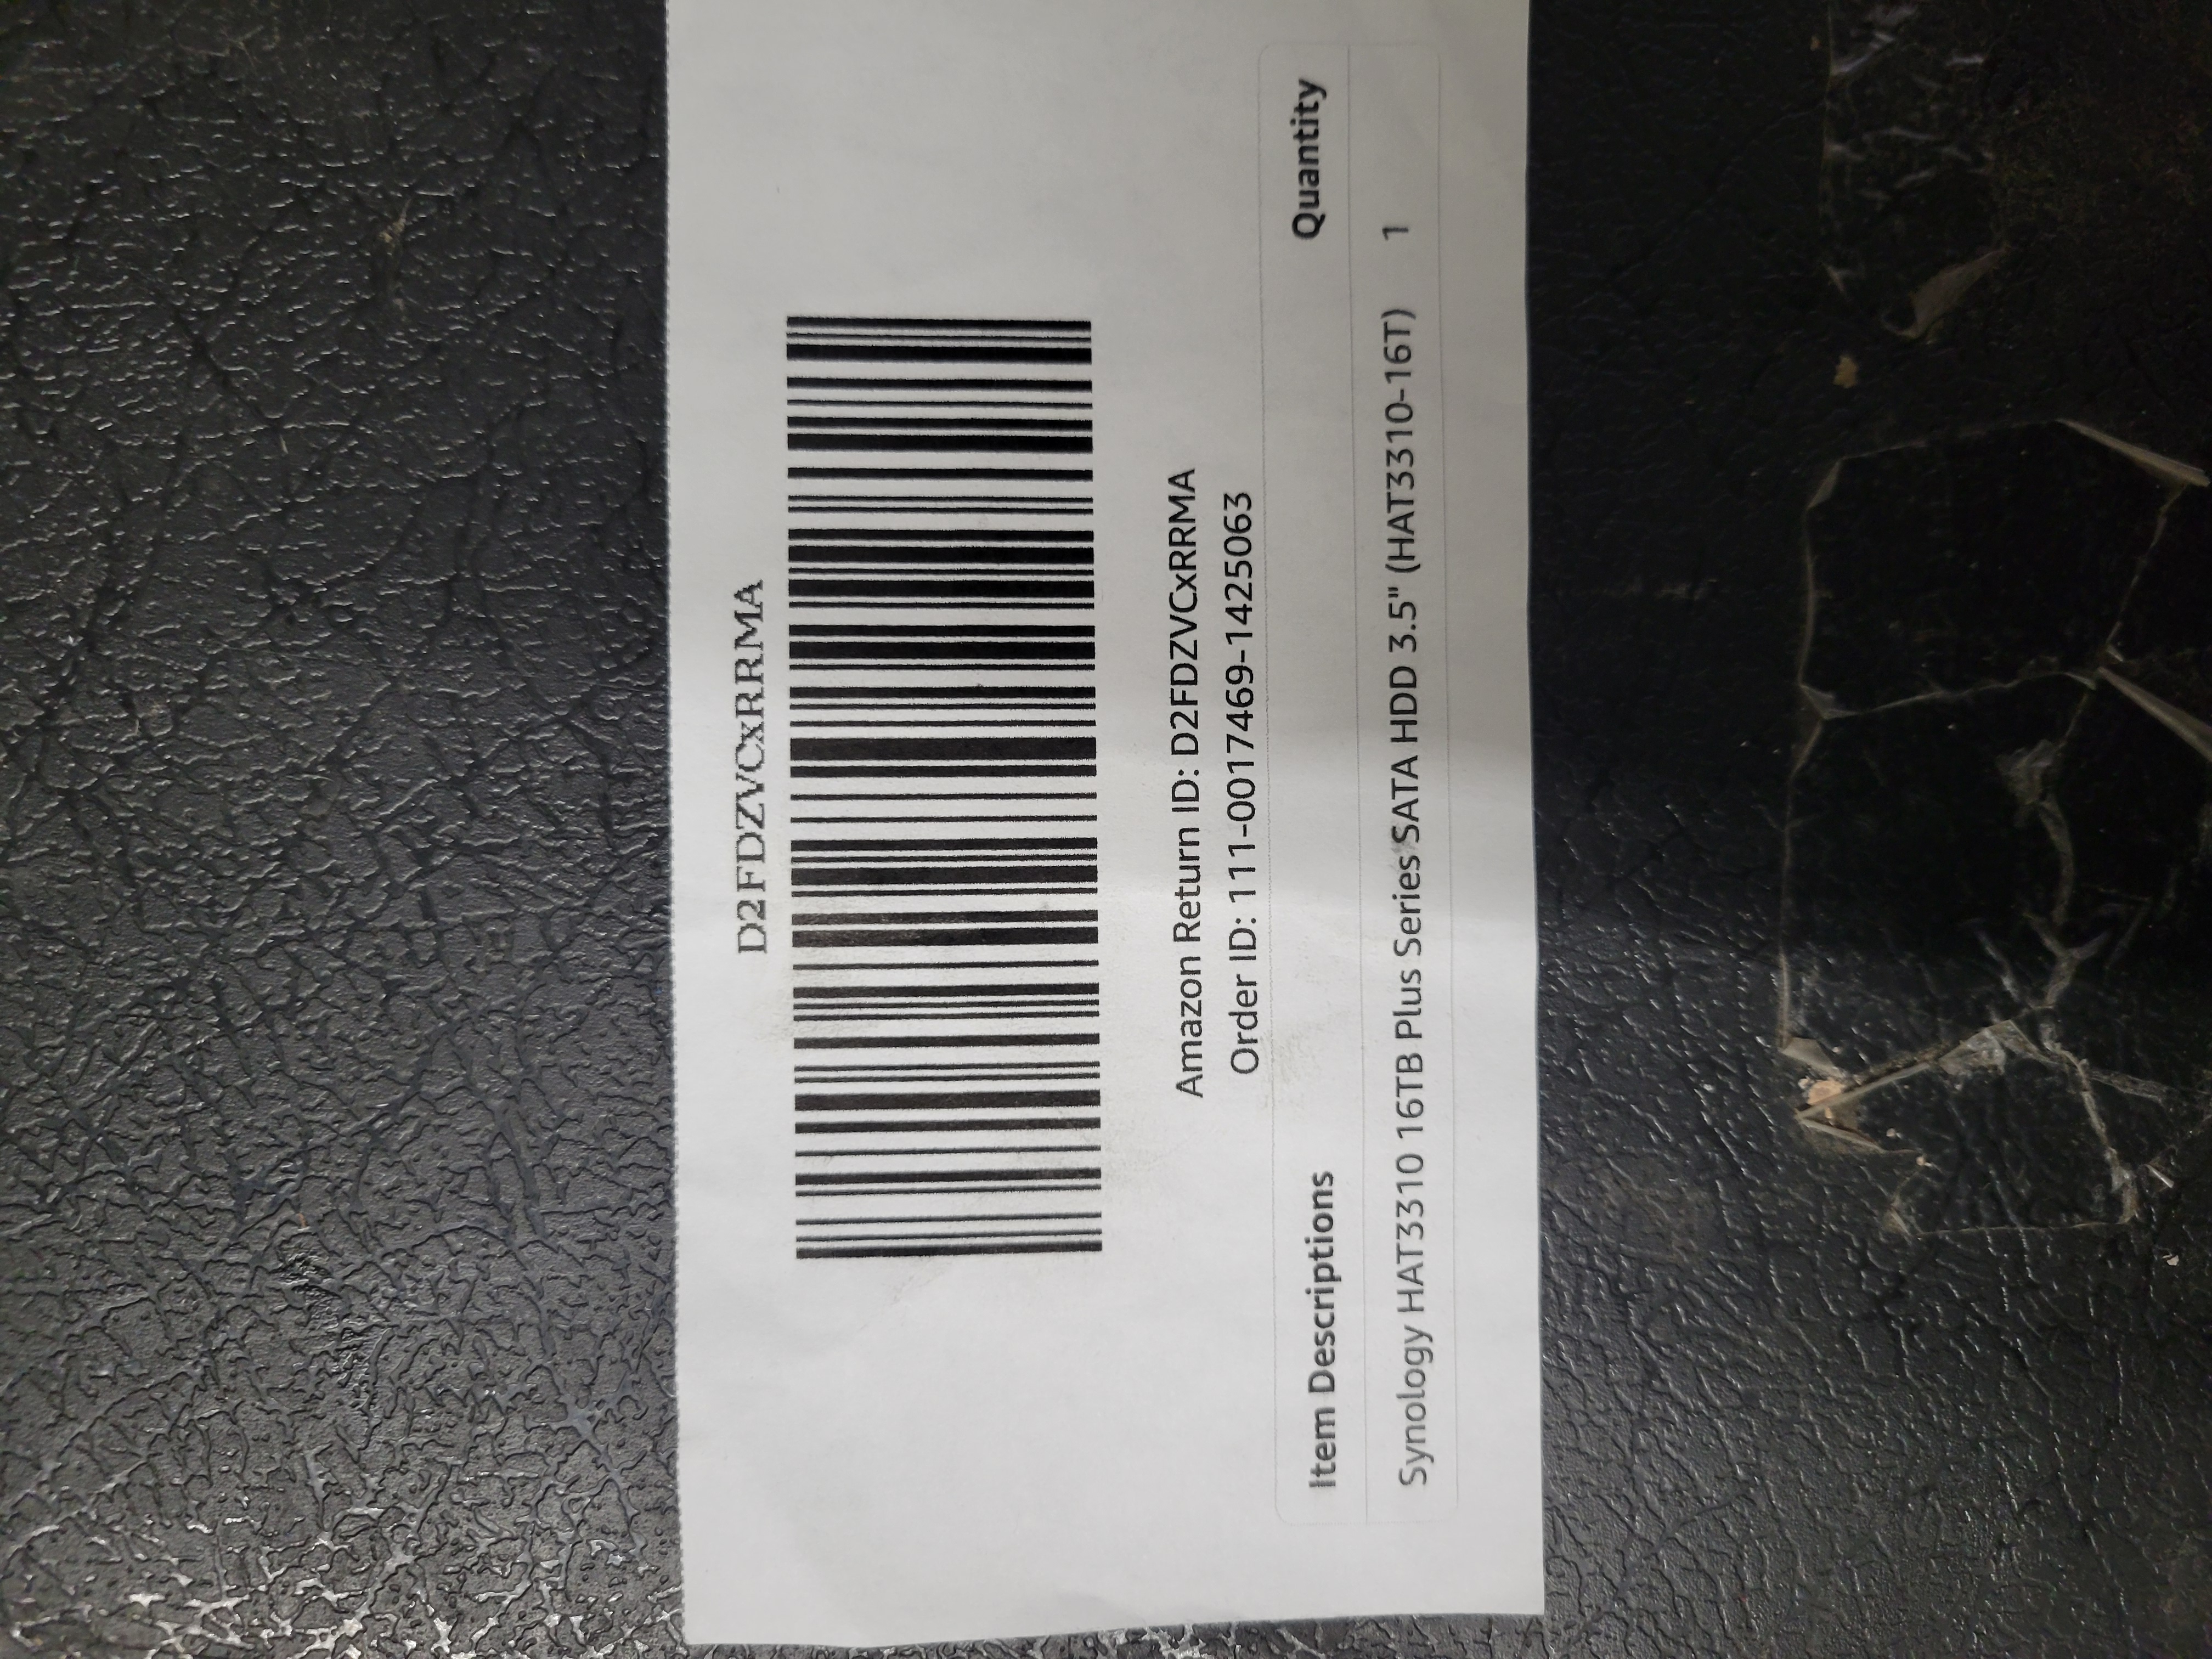 D2FDZVCxRRMA
Amazon Return ID: D2FDZVCxRRMA
Order ID: 111-0017469-1425063
Item Descriptions Quantity
Synology HAT3310 16TB Plus Series SATA HDD 3.5" (HAT3310-16T) 1